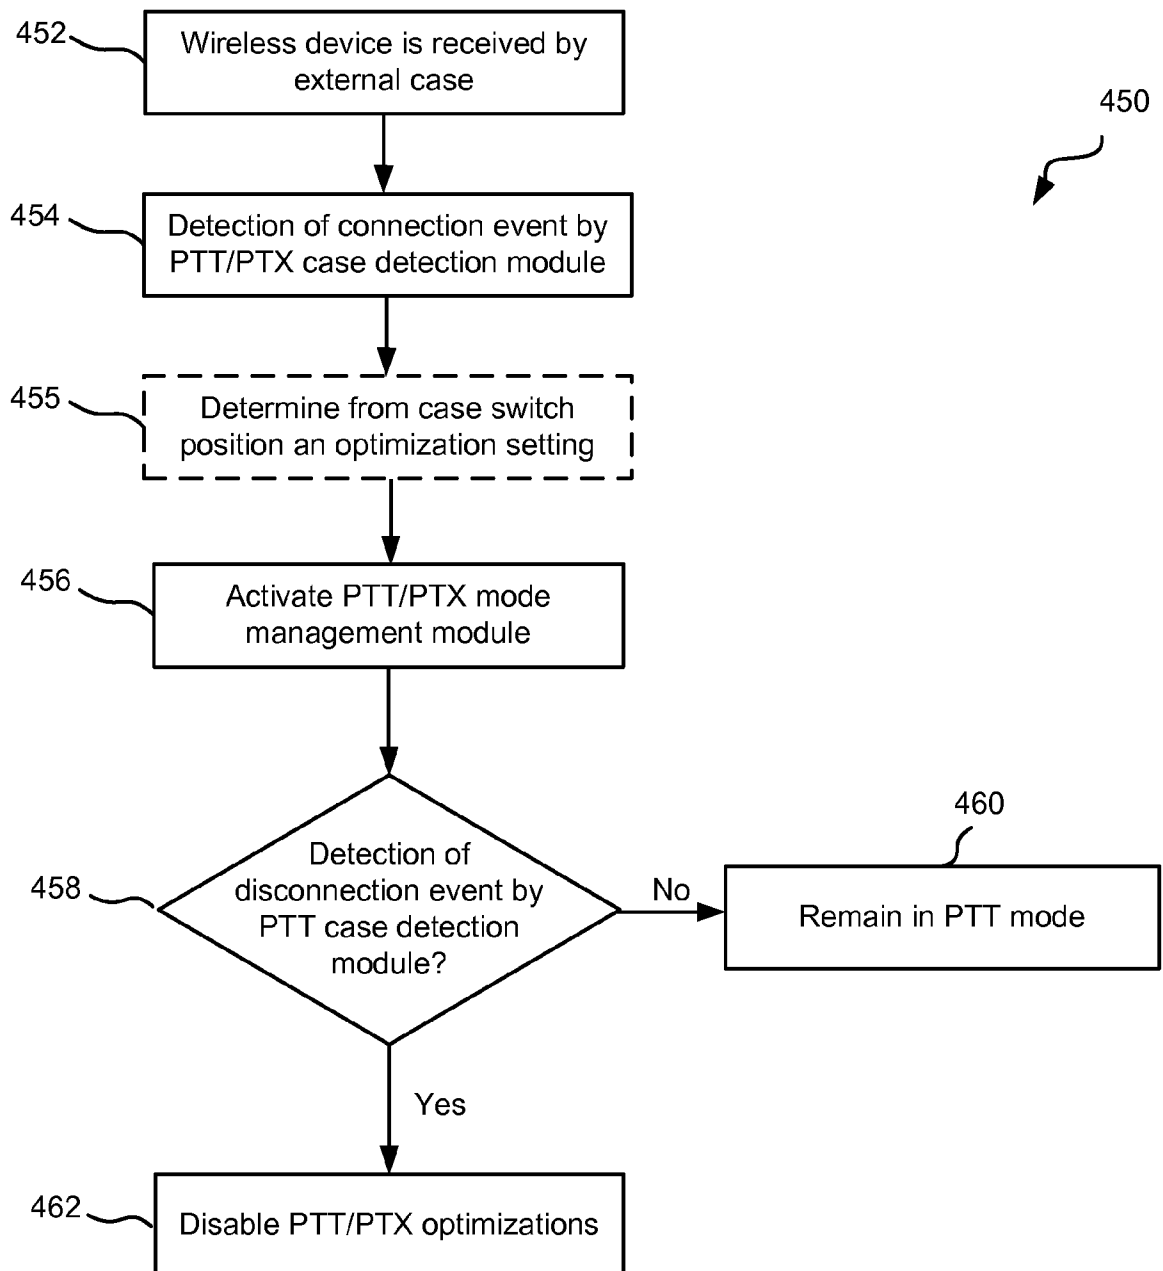 452
Wireless device is received by
external case
450
454
Detection of connection event by
PTT/PTX case detection module
455
Determine from case switch
position an optimization setting
456
Activate PTT/PTX mode
management module
458
Detection of
disconnection event by
PTT case detection
module?
No
460
Remain in PTT mode
Yes
462
Disable PTT/PTX optimizations